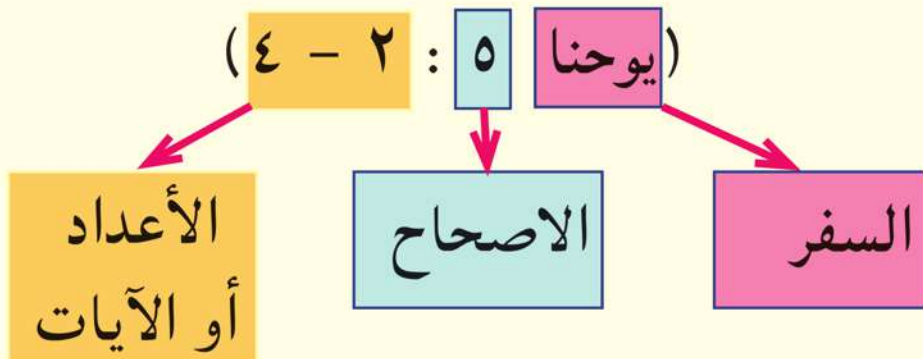 (يوحنا ٥ : ٢ – ٤)
السفر
الاصحاح
الأعداد
أو الآيات